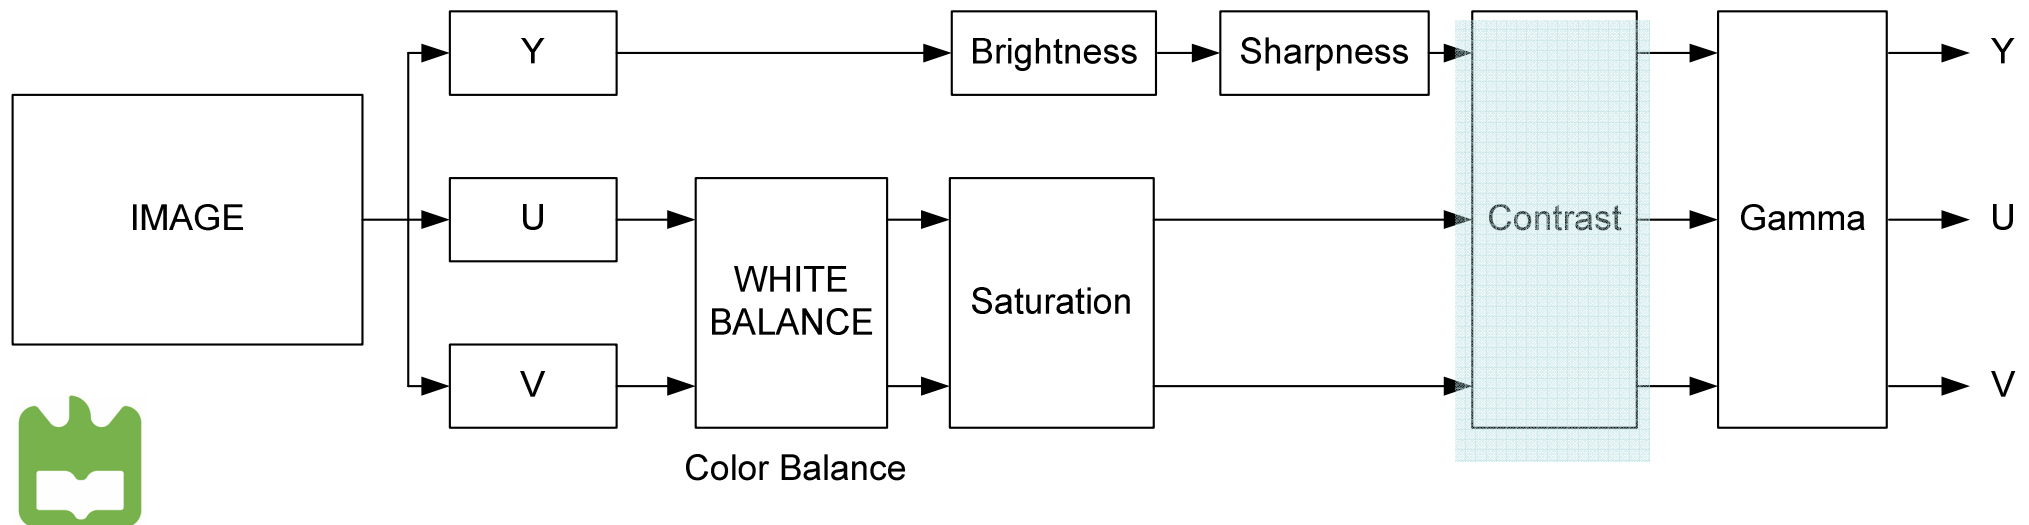 Y
Brightness
Sharpness
Y
IMAGE
U
Contrast
Gamma
U
WHITE
BALANCE
Saturation
V
V
Color Balance